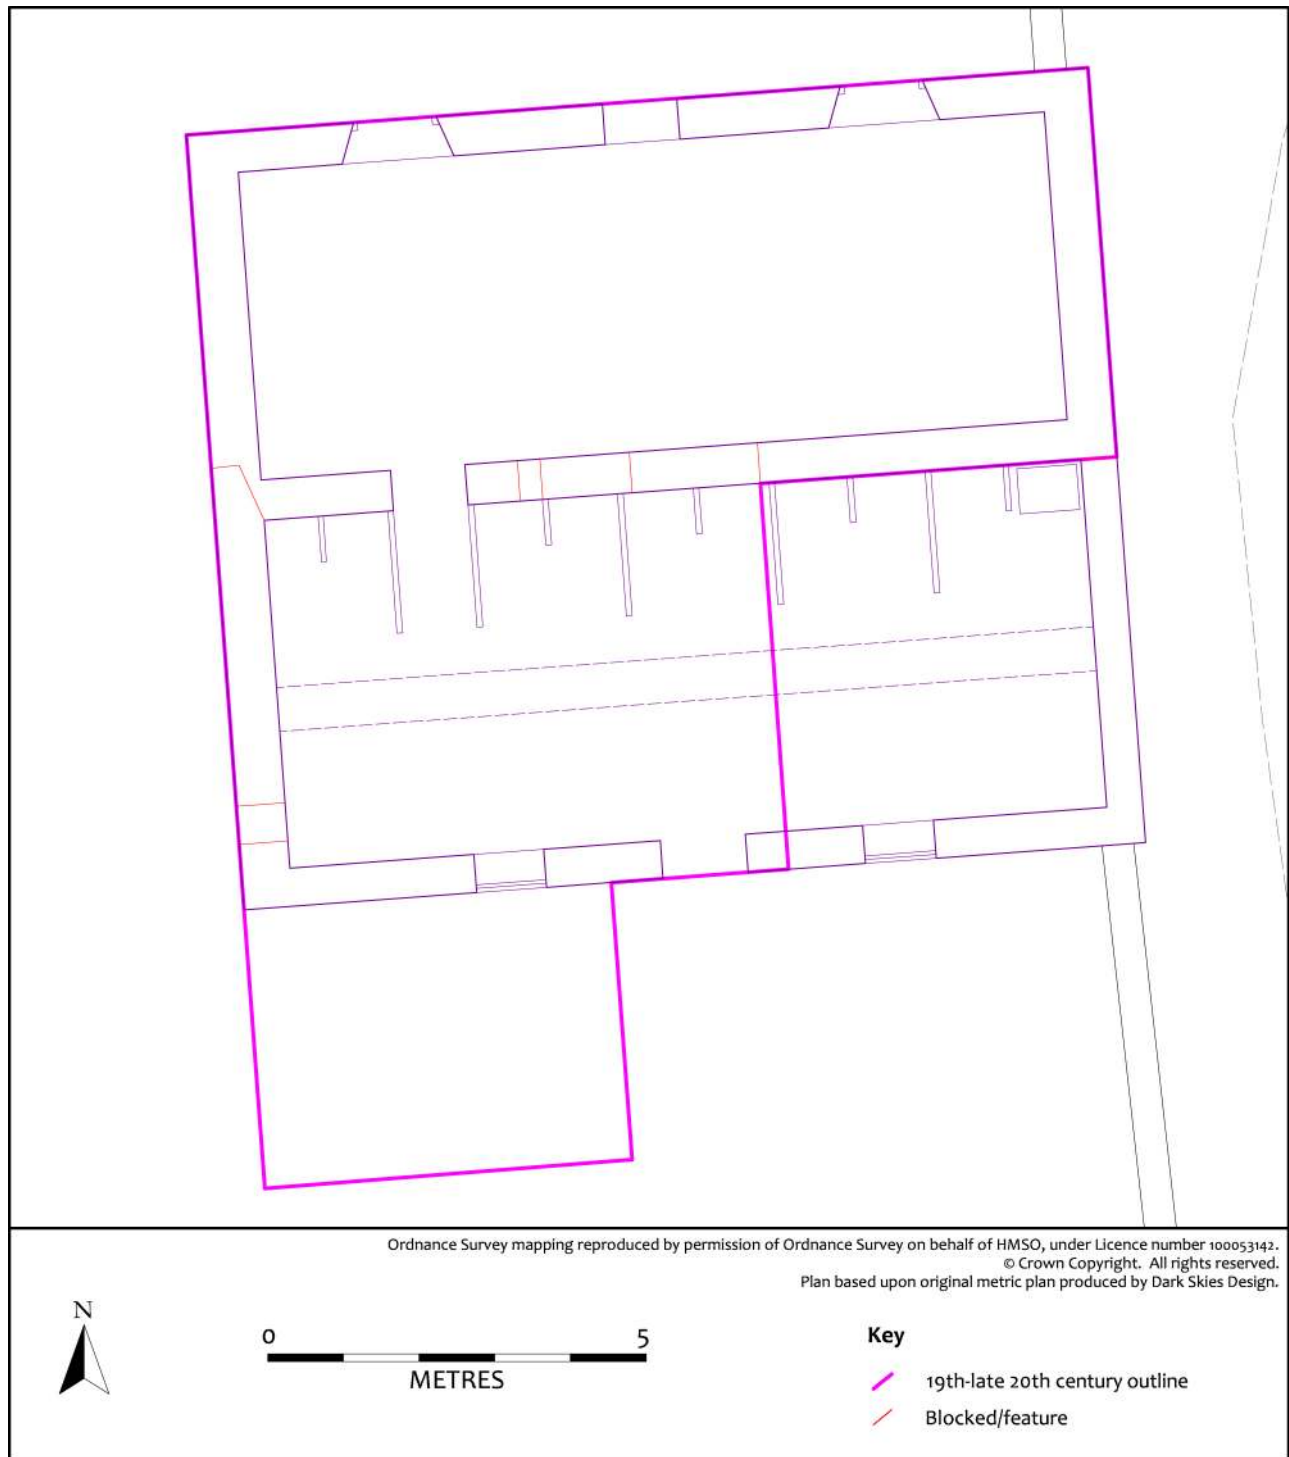 Ordnance Survey mapping reproduced by permission of Ordnance Survey on behalf of HMSO, under Licence number 100053142.
© Crown Copyright. All rights reserved.
Plan based upon original metric plan produced by Dark Skies Design.
N
0 5
METRES
Key
19th-late 20th century outline
Blocked/feature